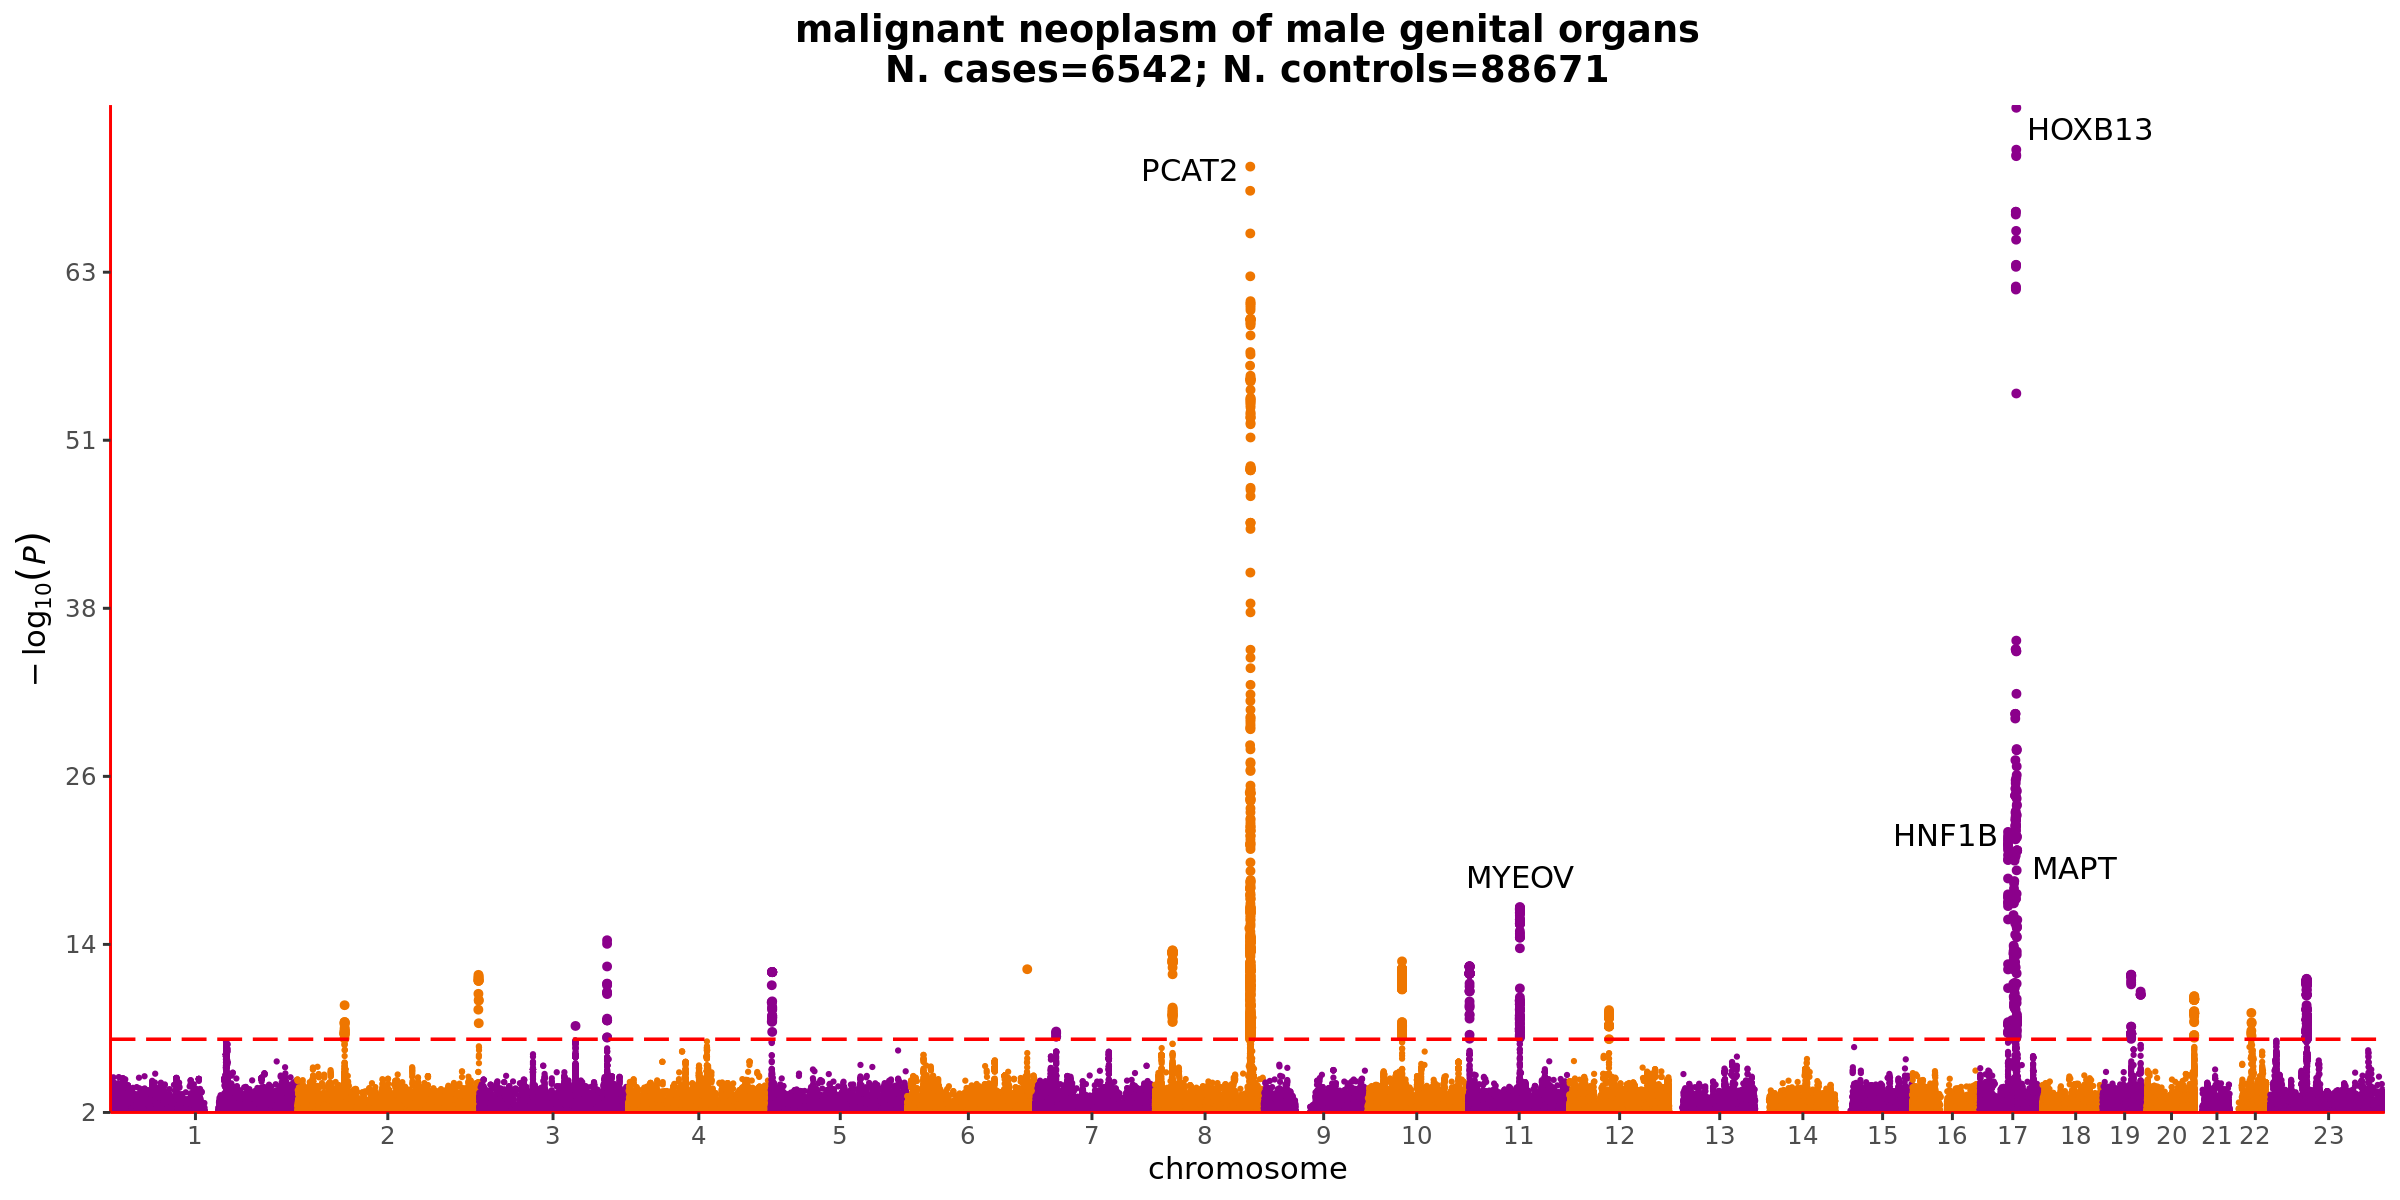 malignant neoplasm of male genital organs
N. cases=6542; N. controls=88671
HOXB13
PCAT2
63
51
− log10(P)
38
26
HNF1B
MAPT
MYEOV
14
2
1 2 3 4 5 6 7 8 9 10 11 12 13 14 15 16 17 18 19 20 21 22 23
chromosome